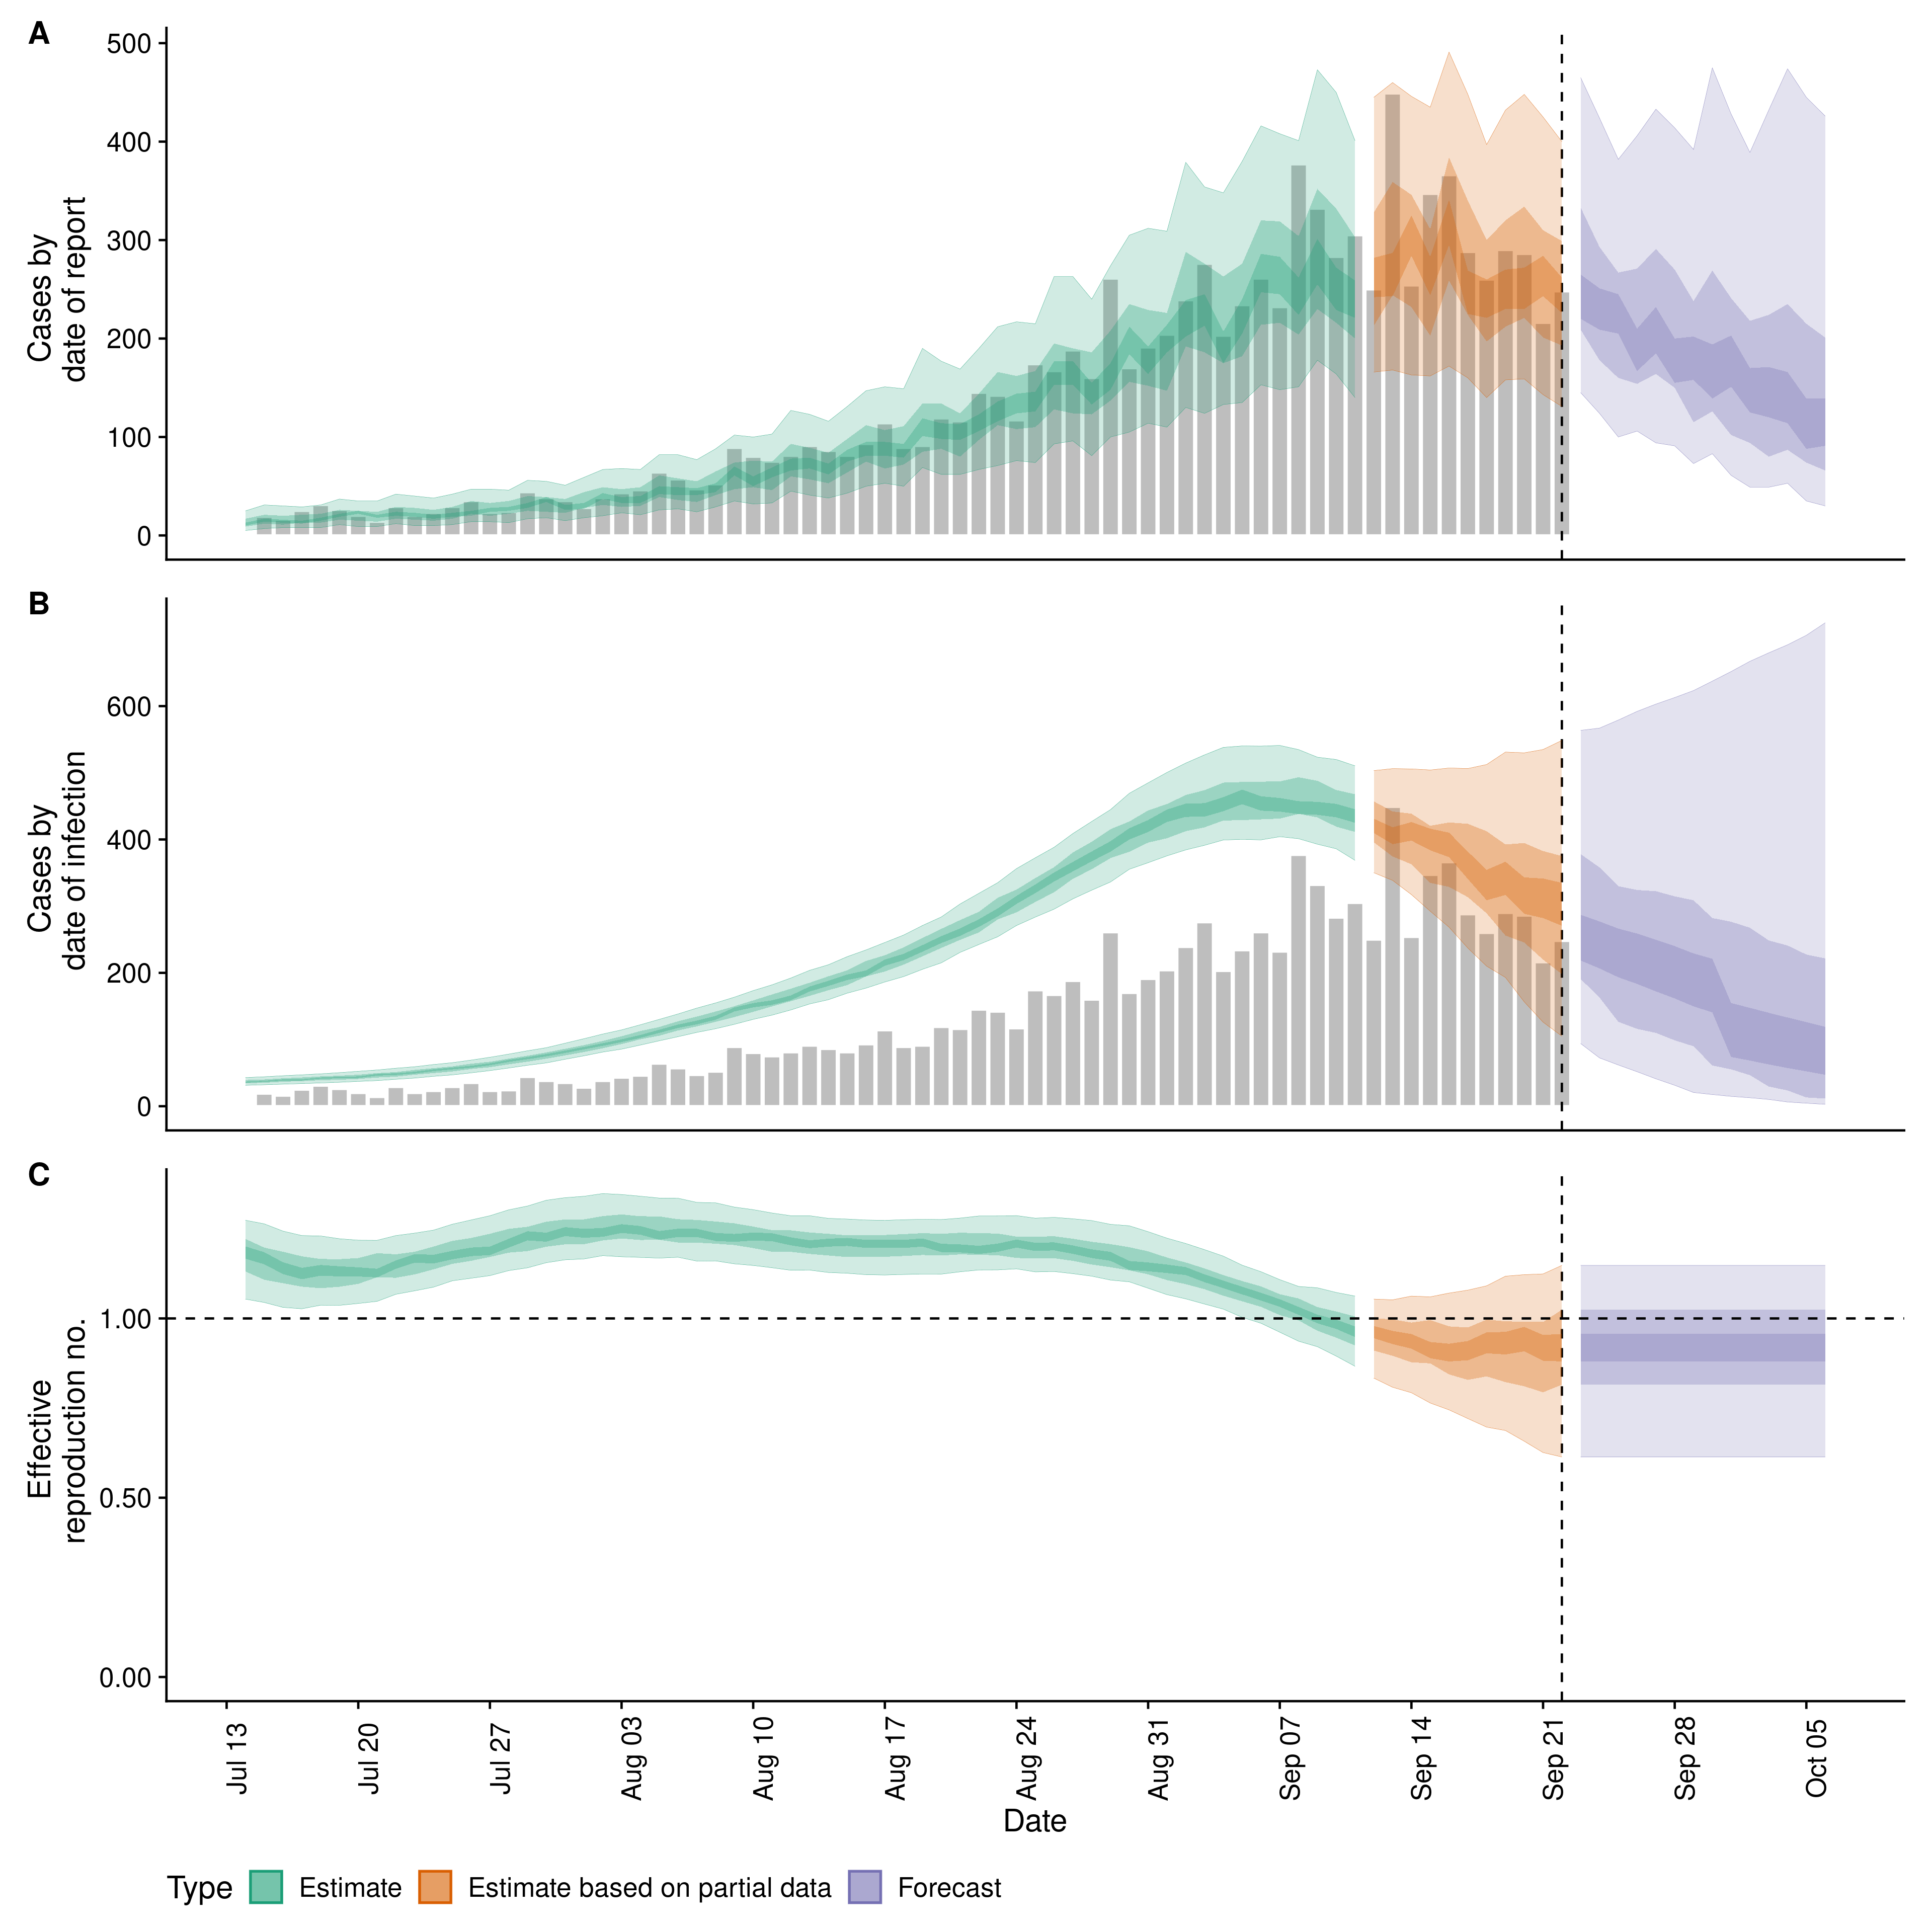 A
500
400
300
200
100
0
Cases by
date of report
B
600
400
200
0
Cases by
date of infection
C
1.00
0.50
0.00
Effective
reproduction no.
Jul 13
Jul 20
Jul 27
Aug 03
Aug 10
Aug 17
Aug 24
Aug 31
Sep 07
Sep 14
Sep 21
Sep 28
Oct 05
Date
Type Estimate Estimate based on partial data Forecast